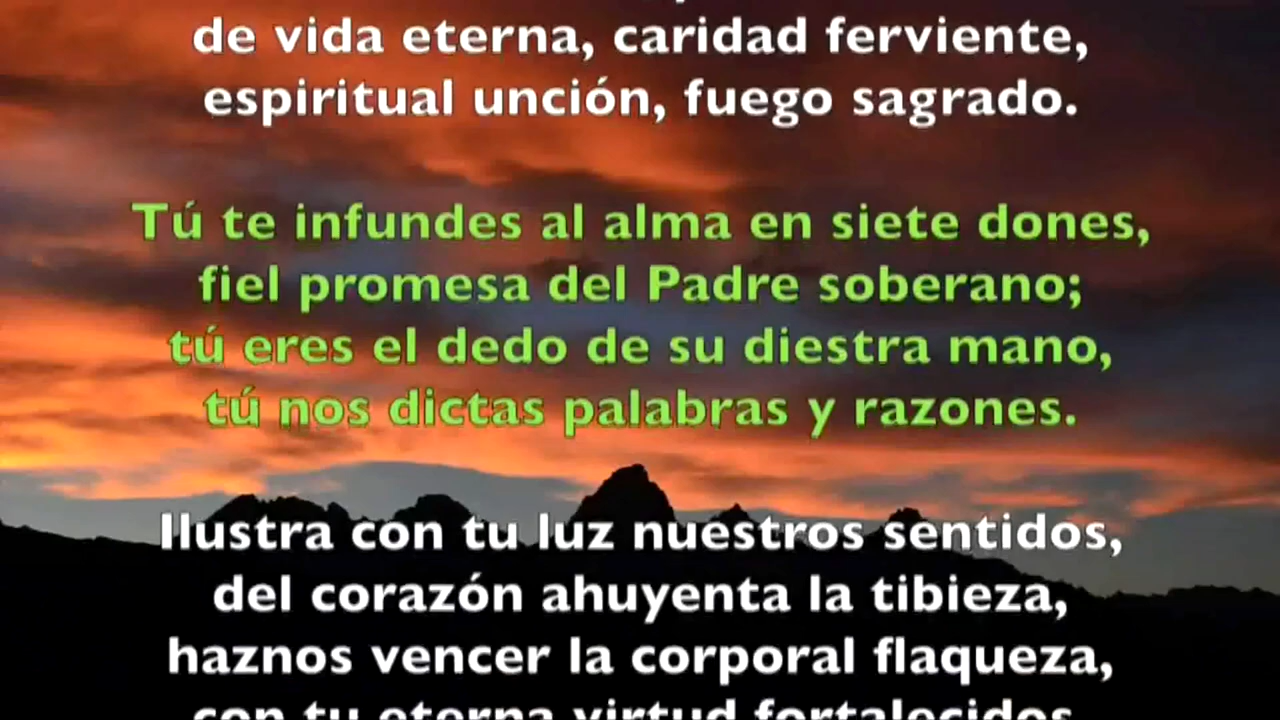 de vida eterna, caridad ferviente,
espiritual unción, fuego sagrado.
Tú te infundes al alma en siete dones,
fiel promesa del Padre soberano;
tú eres el dedo de su diestra mano,
tú nos dictas palabras y razones.
Ilustra con tu luz nuestros sentidos,
del corazón ahuyenta la tibieza,
haznos vencer la corporal flaqueza,
con tu eterna virtud fortalecidos.